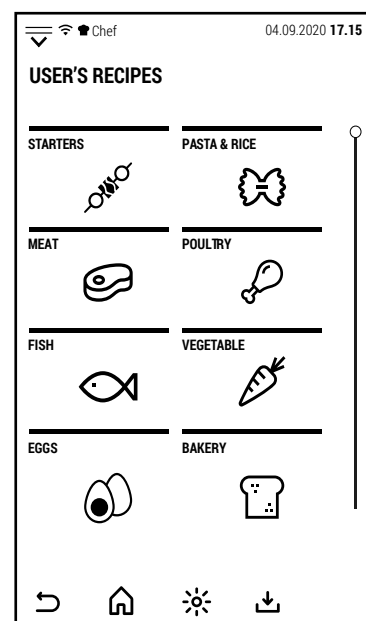 Chef 04.09.2020 17.15
USER'S RECIPES
STARTERS PASTA & RICE
MEAT POULTRY
FISH VEGETABLE
EGGS BAKERY